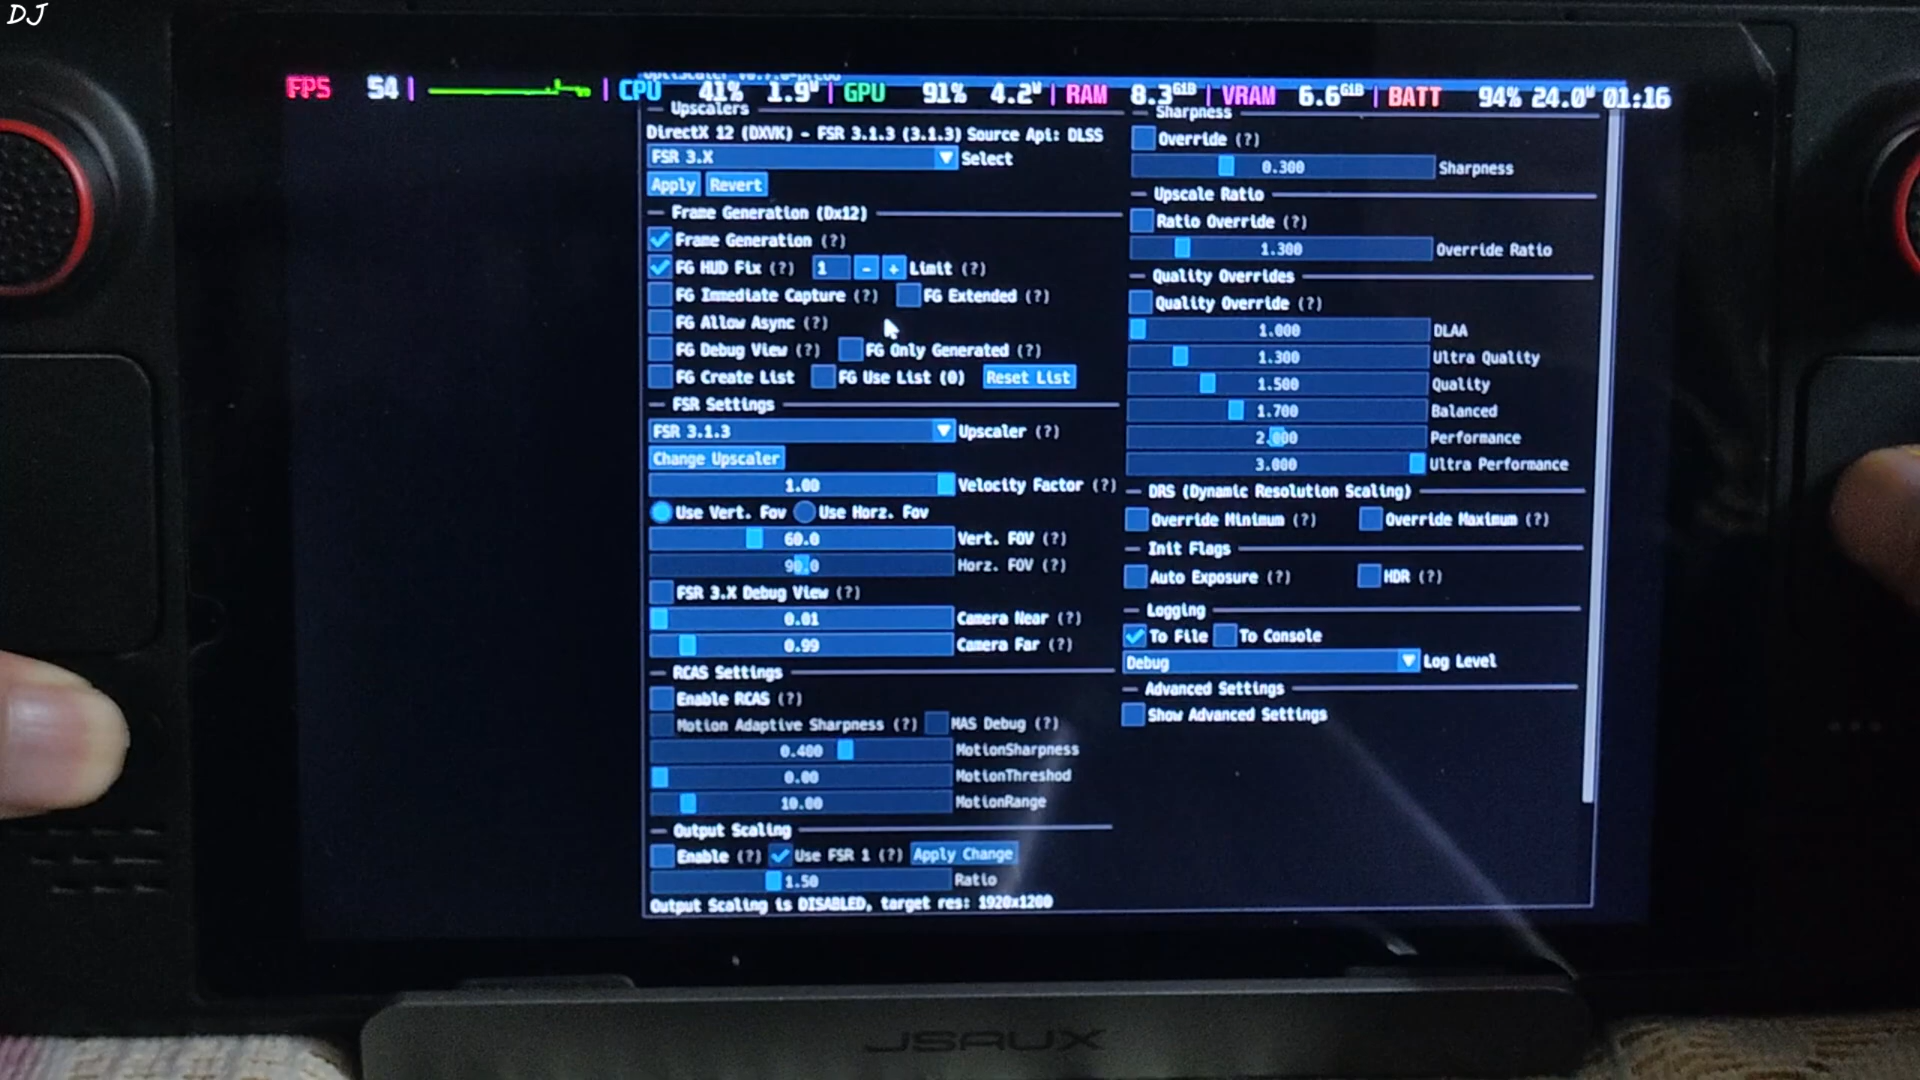 DJ
FPS 54 | CPU 41% 1.9W | GPU 91% 4.2W | RAM 8.3GiB | VRAM 6.6GiB | BATT 94% 24.0W 01:16
Upscalers
DirectX 12 (DXVK) - FSR 3.1.3 (3.1.3) Source Api: DLSS
FSR 3.X Select
Apply Revert
Frame Generation (Dx12)
Frame Generation (?)
FG HUD Fix (?) 1 - + Limit (?)
FG Immediate Capture (?) FG Extended (?)
FG Allow Async (?)
FG Debug View (?) FG Only Generated (?)
FG Create List FG Use List (0) Reset List
FSR Settings
FSR 3.1.3 Upscaler (?)
Change Upscaler
1.00 Velocity Factor (?)
Use Vert. Fov Use Horz. Fov
60.0 Vert. FOV (?)
90.0 Horz. FOV (?)
FSR 3.X Debug View (?)
0.01 Camera Near (?)
0.99 Camera Far (?)
RCAS Settings
Enable RCAS (?)
Motion Adaptive Sharpness (?) MAS Debug (?)
0.400 MotionSharpness
0.00 MotionThreshod
10.00 MotionRange
Output Scaling
Enable (?) Use FSR 1 (?) Apply Change
1.50 Ratio
Output Scaling is DISABLED, target res: 1920x1200
Sharpness
Override (?)
0.300 Sharpness
Upscale Ratio
Ratio Override (?)
1.300 Override Ratio
Quality Overrides
Quality Override (?)
1.000 DLAA
1.300 Ultra Quality
1.500 Quality
1.700 Balanced
2.000 Performance
3.000 Ultra Performance
DRS (Dynamic Resolution Scaling)
Override Minimum (?) Override Maximum (?)
Init Flags
Auto Exposure (?) HDR (?)
Logging
To File To Console
Debug Log Level
Advanced Settings
Show Advanced Settings
JSAUX